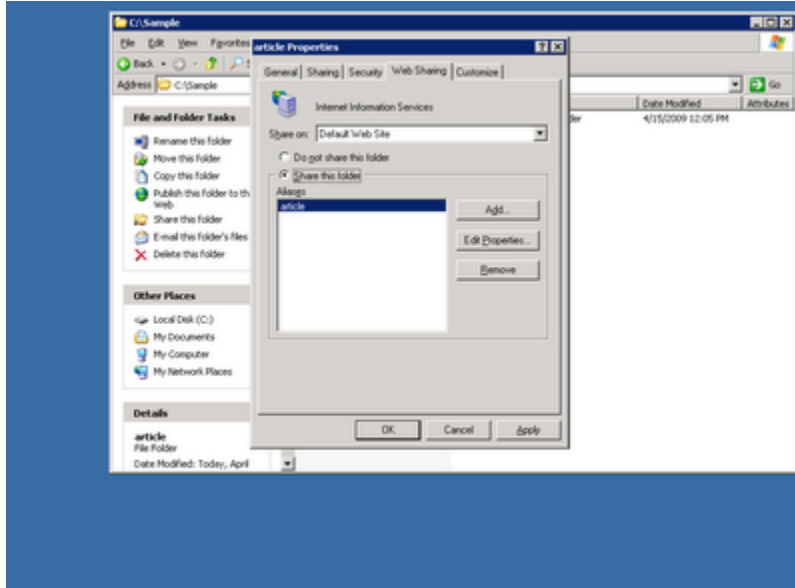 C:\Sample
File Edit View Favorites
article Properties
Back
Address C:\Sample
Go
General Sharing Security Web Sharing Customize
Date Modified Attributes
4/15/2009 12:05 PM
Internet Information Services
Share on: Default Web Site
Do not share this folder
Share this folder
Aliases
article
Add...
Edit Properties...
Remove
OK Cancel Apply
File and Folder Tasks
Rename this folder
Move this folder
Copy this folder
Publish this folder to th
Web
Share this folder
E-mail this folder's files
Delete this folder
Other Places
Local Disk (C:)
My Documents
My Computer
My Network Places
Details
article
File Folder
Date Modified: Today, April